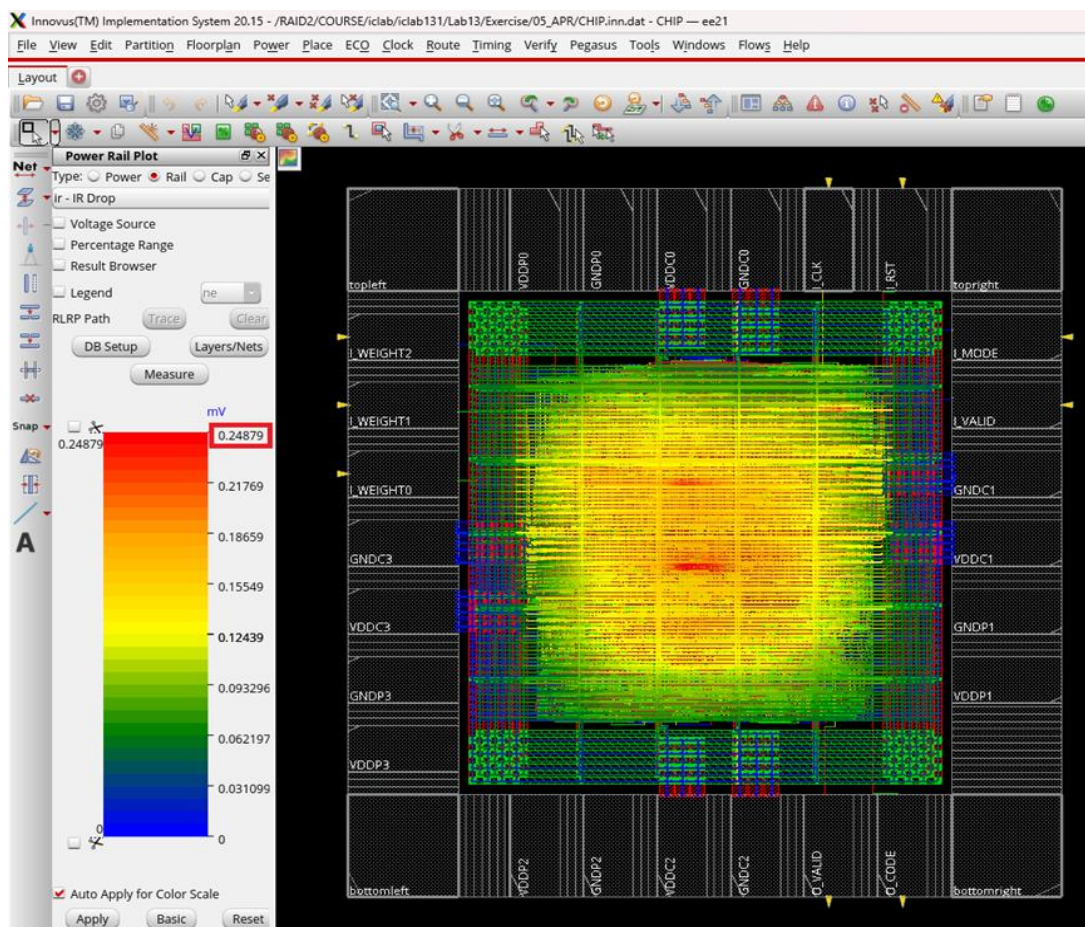 Innovus(TM) Implementation System 20.15 - /RAID2/COURSE/iclab/iclab131/Lab13/Exercise/05_APR/CHIP.inn.dat - CHIP — ee21
File View Edit Partition Floorplan Power Place ECO Clock Route Timing Verify Pegasus Tools Windows Flows Help
Layout
Net
Snap
A
Power Rail Plot
Type: Power Rail Cap Se
ir - IR Drop
Voltage Source
Percentage Range
Result Browser
Legend ne
RLRP Path Trace Clear
DB Setup Layers/Nets
Measure
mV
0.24879 0.24879
0.21769
0.18659
0.15549
0.12439
0.093296
0.062197
0.031099
0 0
Auto Apply for Color Scale
Apply Basic Reset
topleft VDDP0 GNDP0 VDDC0 GNDC0 I_CLK I_RST topright
I_WEIGHT2 I_MODE
I_WEIGHT1 I_VALID
I_WEIGHT0 GNDC1
GNDC3 VDDC1
VDDC3 GNDP1
GNDP3 VDDP1
VDDP3
bottomleft VDDP2 GNDP2 VDDC2 GNDC2 O_VALID O_CODE bottomright